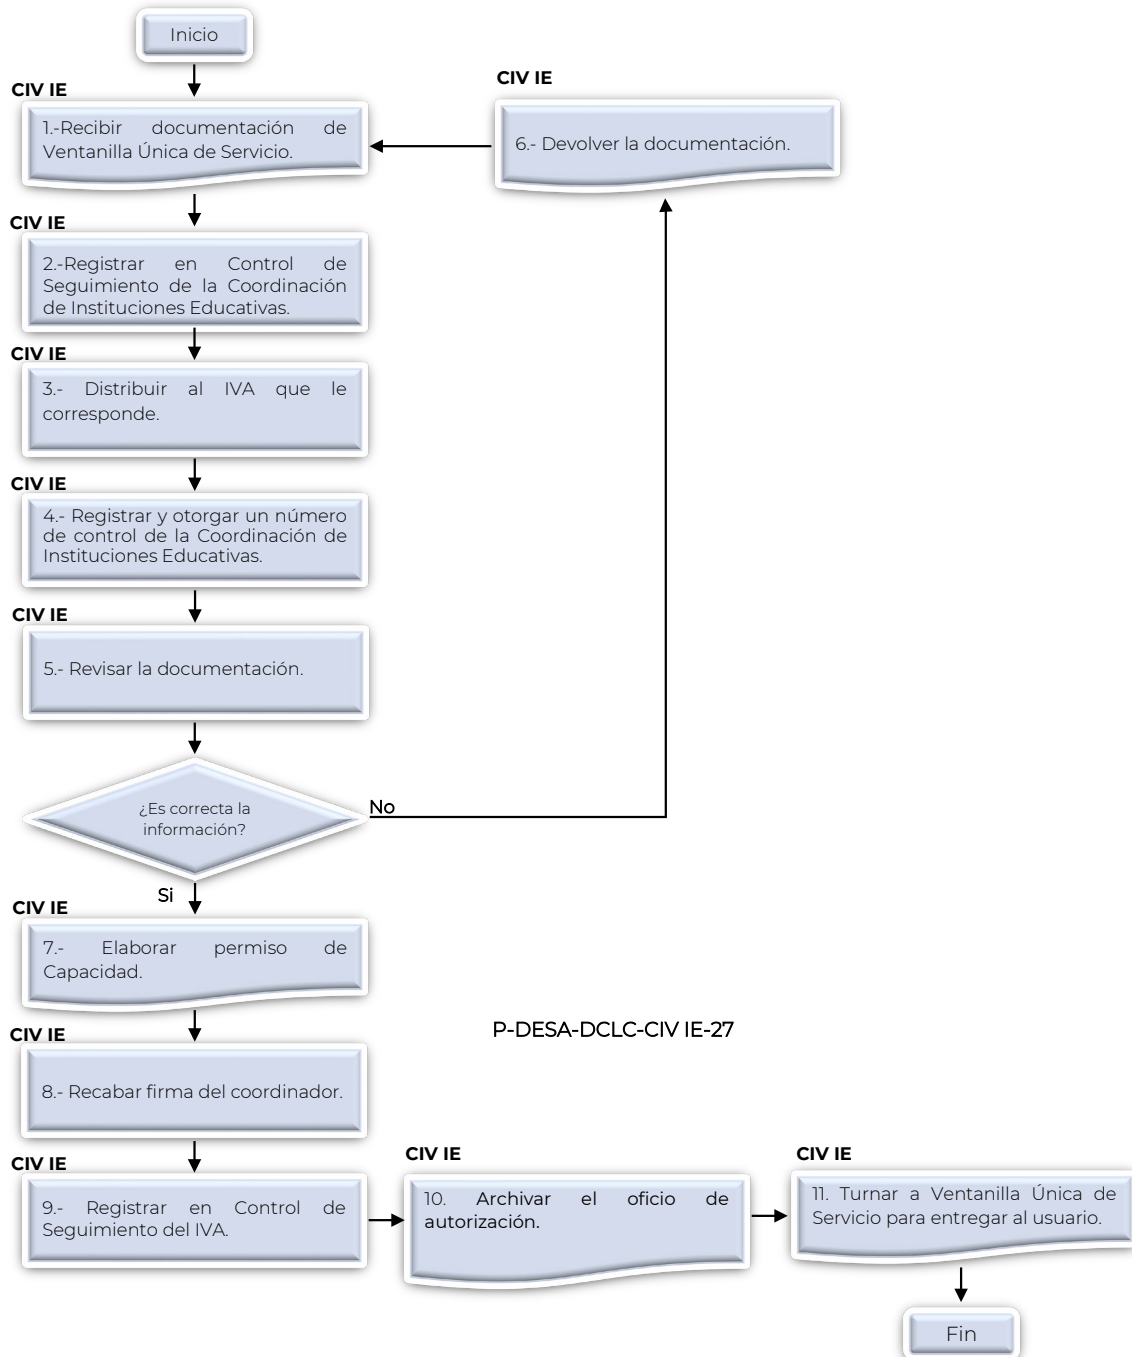 Inicio
CIV IE
1.-Recibir documentación de
Ventanilla Única de Servicio.
CIV IE
6.- Devolver la documentación.
CIV IE
2.-Registrar en Control de
Seguimiento de la Coordinación
de Instituciones Educativas.
CIV IE
3.- Distribuir al IVA que le
corresponde.
CIV IE
4.- Registrar y otorgar un número
de control de la Coordinación de
Instituciones Educativas.
CIV IE
5.- Revisar la documentación.
¿Es correcta la
información?
No
Si
CIV IE
7.- Elaborar permiso de
Capacidad.
P-DESA-DCLC-CIV IE-27
CIV IE
8.- Recabar firma del coordinador.
CIV IE
9.- Registrar en Control de
Seguimiento del IVA.
CIV IE
10. Archivar el oficio de
autorización.
CIV IE
11. Turnar a Ventanilla Única de
Servicio para entregar al usuario.
Fin